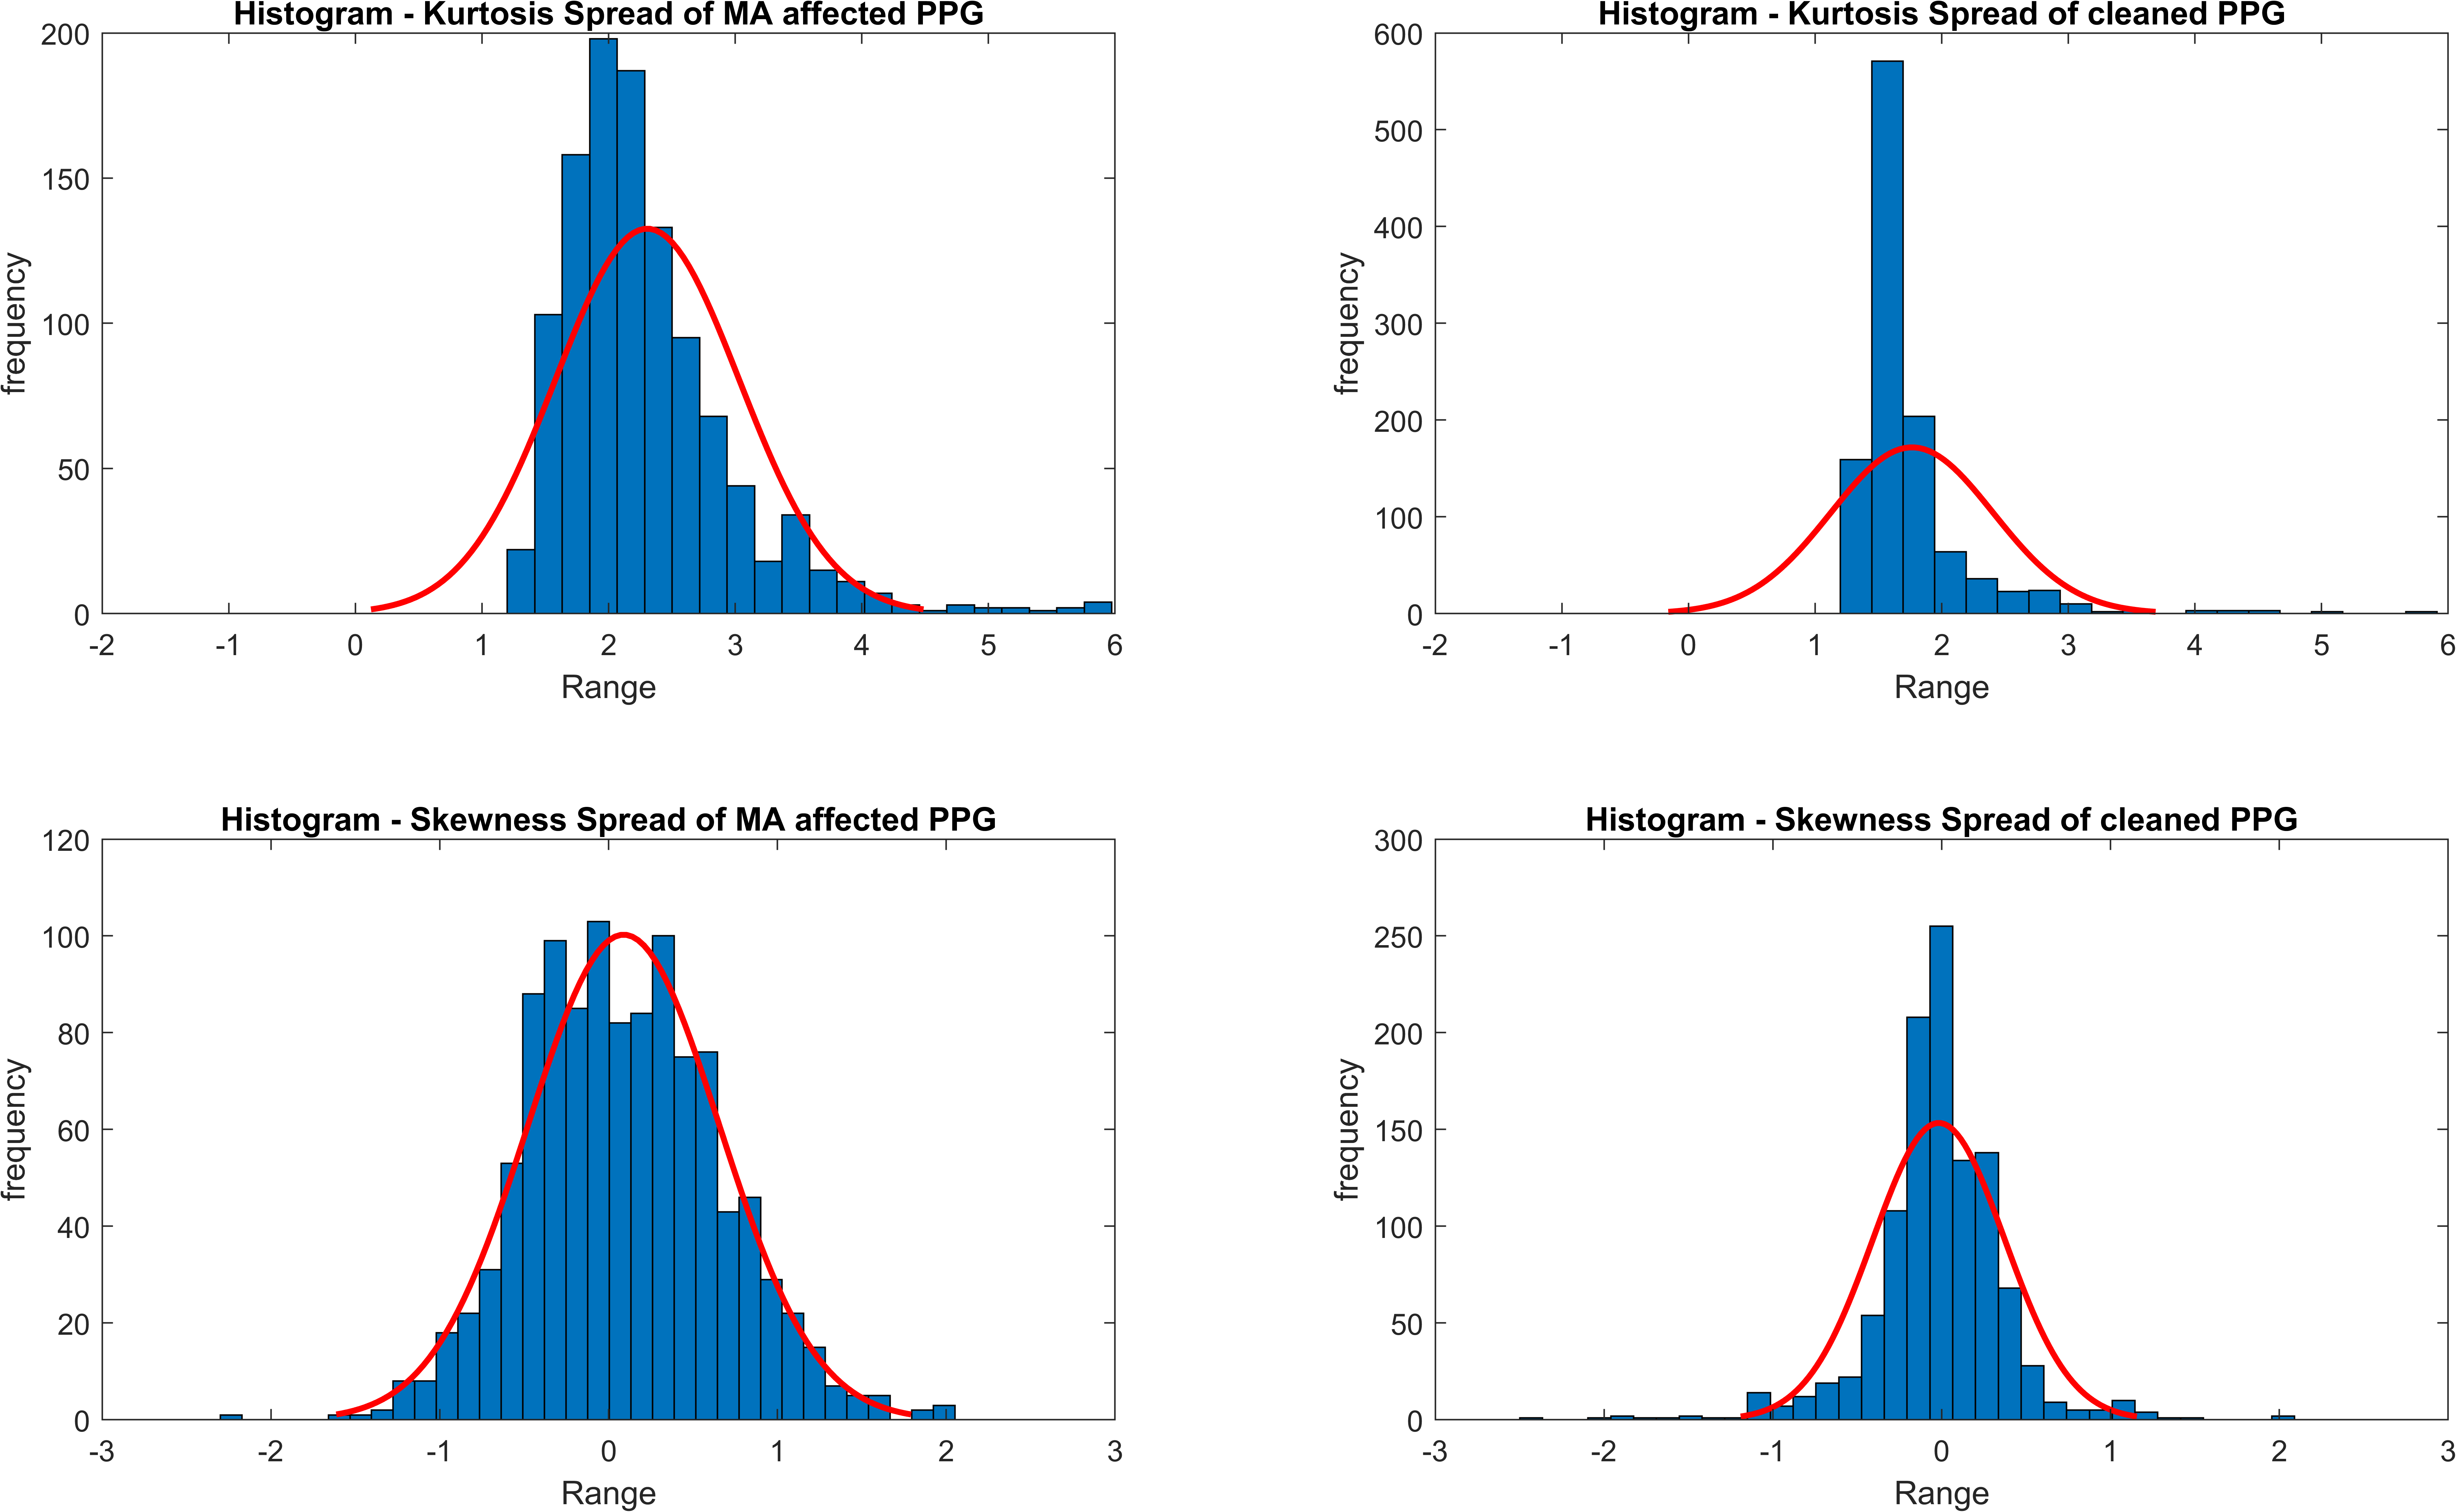 Histogram - Kurtosis Spread of MA affected PPG
200
150
100
50
0
frequency
-2 -1 0 1 2 3 4 5 6
Range
Histogram - Kurtosis Spread of cleaned PPG
600
500
400
300
200
100
0
frequency
-2 -1 0 1 2 3 4 5 6
Range
Histogram - Skewness Spread of MA affected PPG
120
100
80
60
40
20
0
frequency
-3 -2 -1 0 1 2 3
Range
Histogram - Skewness Spread of cleaned PPG
300
250
200
150
100
50
0
frequency
-3 -2 -1 0 1 2 3
Range